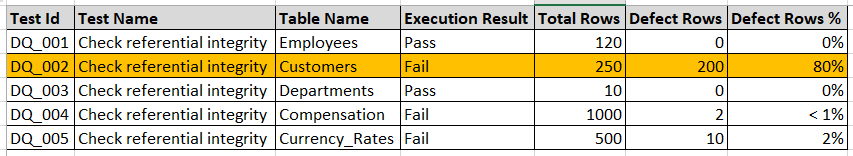 Test Id Test Name Table Name Execution Result Total Rows Defect Rows Defect Rows %
DQ_001 Check referential integrity Employees Pass 120 0 0%
DQ_002 Check referential integrity Customers Fail 250 200 80%
DQ_003 Check referential integrity Departments Pass 10 0 0%
DQ_004 Check referential integrity Compensation Fail 1000 2 < 1%
DQ_005 Check referential integrity Currency_Rates Fail 500 10 2%